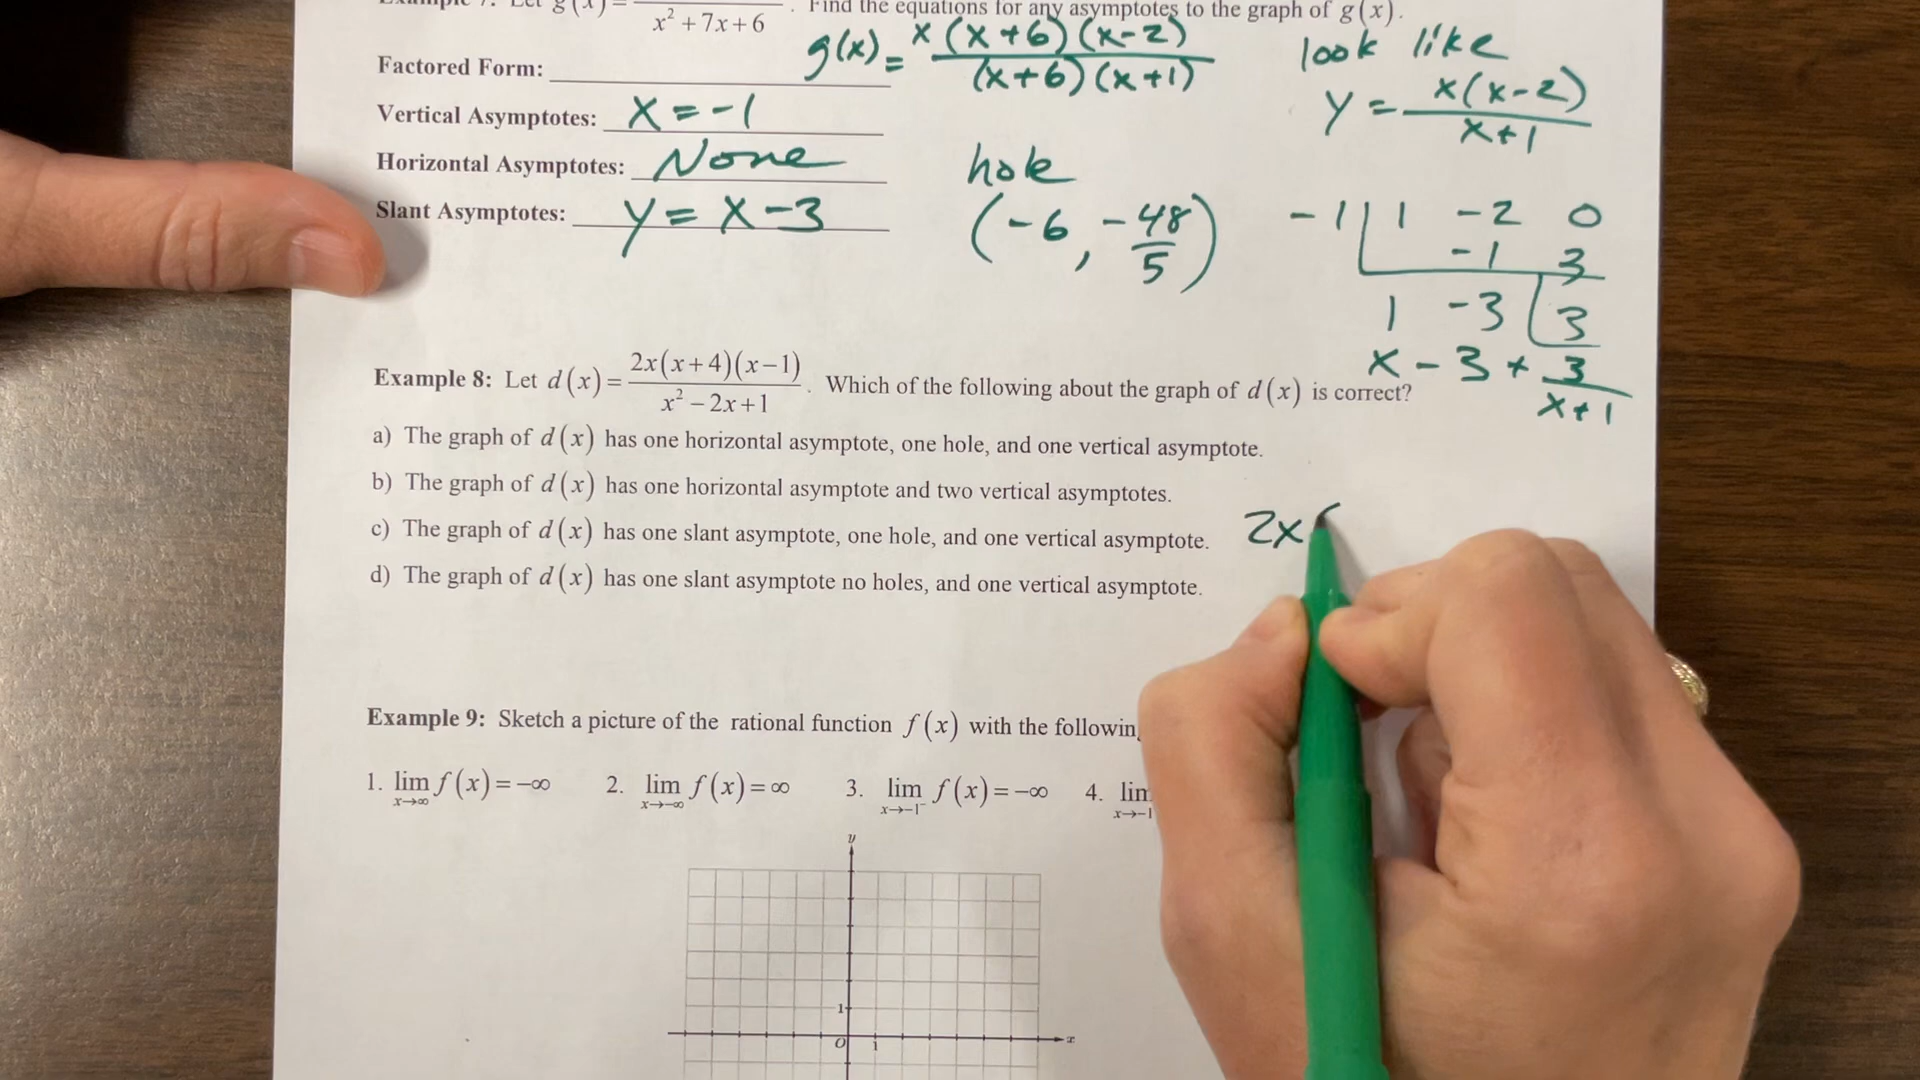 Example 7: Let g(x) = / x² + 7x + 6 . Find the equations for any asymptotes to the graph of g(x).
Factored Form: g(x) = x(x+6)(x-2) / (x+6)(x+1)
look like
y = x(x-2) / x+1
Vertical Asymptotes: x = -1
Horizontal Asymptotes: None
Slant Asymptotes: y = x - 3
hole
(-6, -48/5)
-1 | 1 -2 0
-1 3
1 -3 | 3
x - 3 + 3 / x+1
Example 8: Let d(x) = 2x(x+4)(x-1) / x² - 2x + 1 . Which of the following about the graph of d(x) is correct?
a) The graph of d(x) has one horizontal asymptote, one hole, and one vertical asymptote.
b) The graph of d(x) has one horizontal asymptote and two vertical asymptotes.
c) The graph of d(x) has one slant asymptote, one hole, and one vertical asymptote.
2x(
d) The graph of d(x) has one slant asymptote no holes, and one vertical asymptote.
Example 9: Sketch a picture of the rational function f(x) with the
1. lim x→∞ f(x) = -∞ 2. lim x→-∞ f(x) = ∞ 3. lim x→-1⁻ f(x) = -∞ 4. lim x→-1
y
1
O 1 x